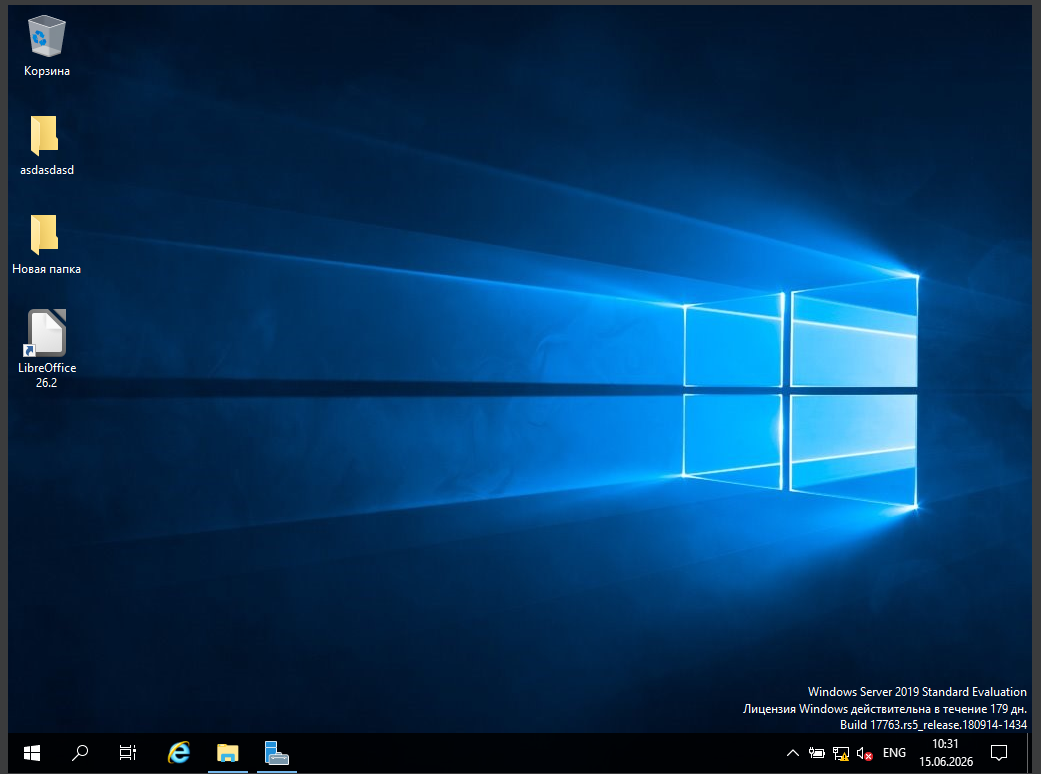 Корзина
asdasdasd
Новая папка
LibreOffice
26.2
Windows Server 2019 Standard Evaluation
Лицензия Windows действительна в течение 179 дн.
Build 17763.rs5_release.180914-1434
ENG
10:31
15.06.2026